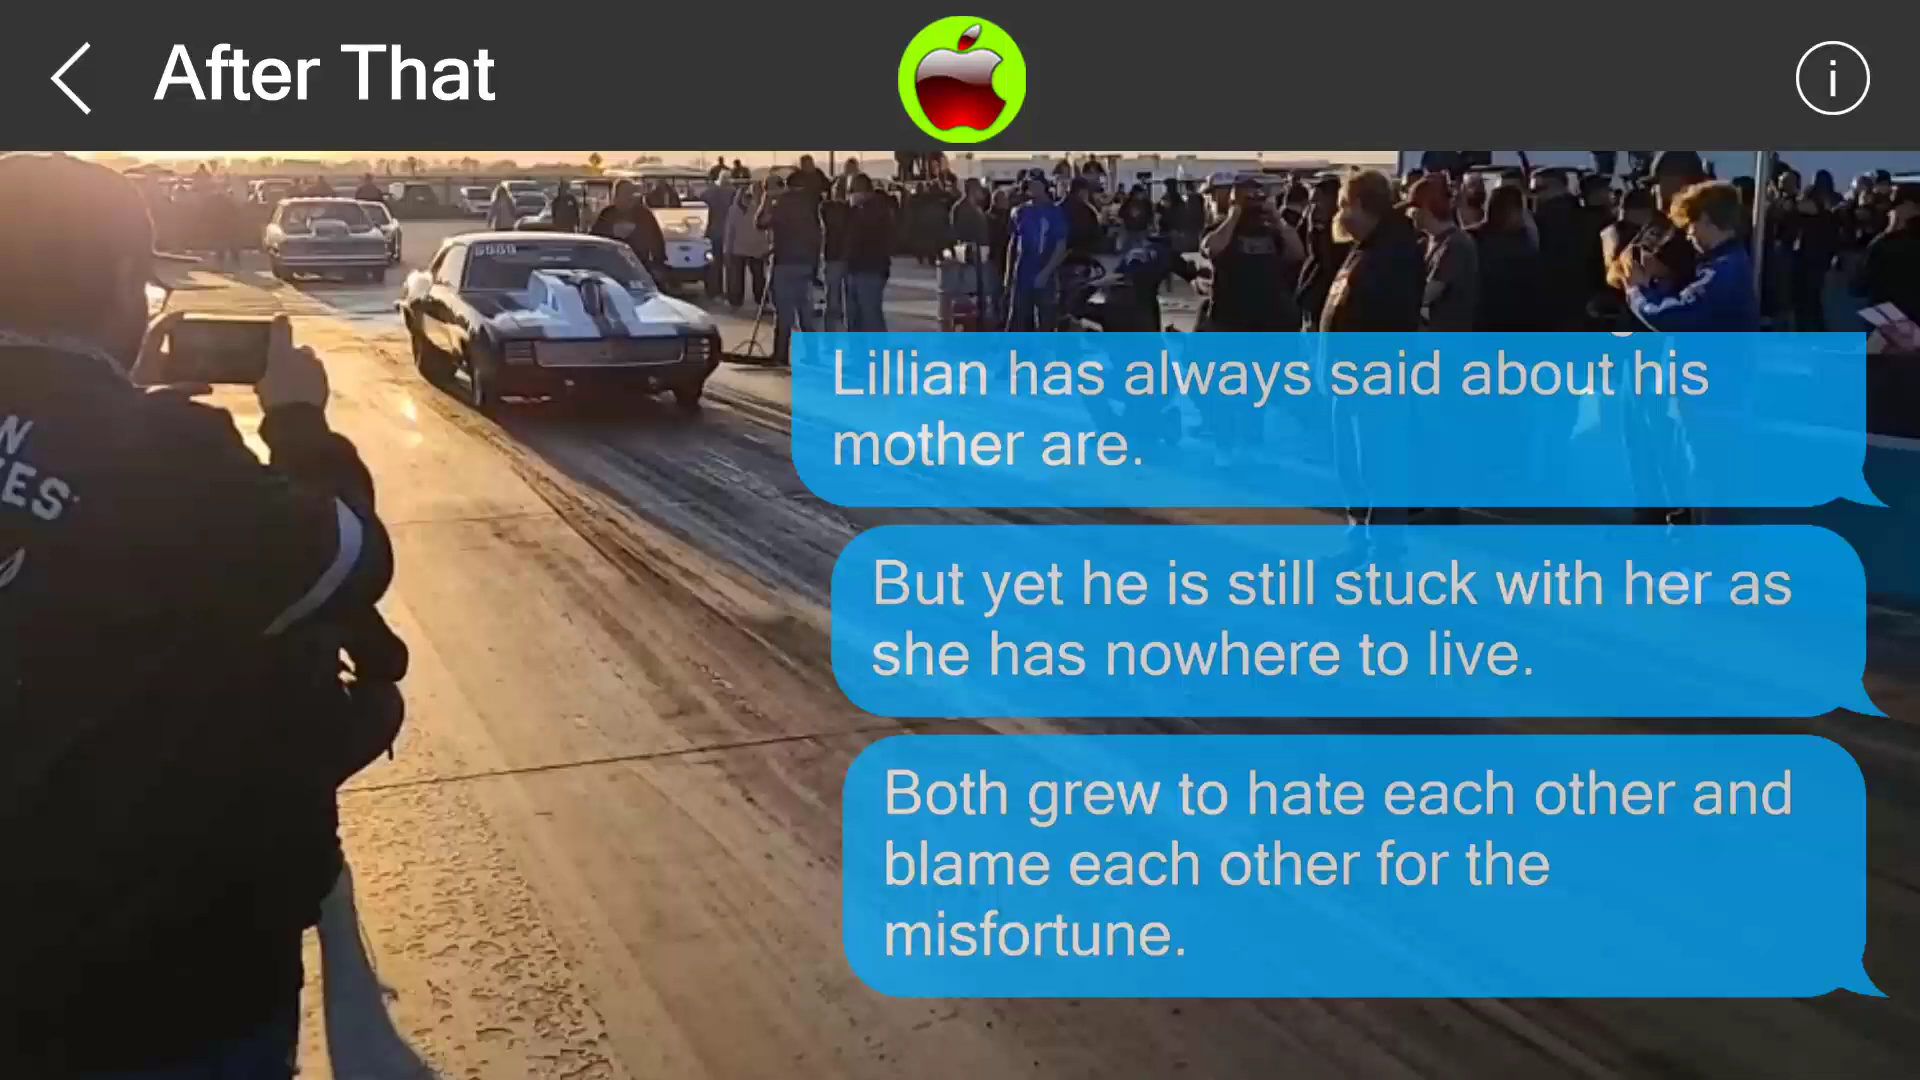 After That
i
Lillian has always said about his
mother are.
But yet he is still stuck with her as
she has nowhere to live.
Both grew to hate each other and
blame each other for the
misfortune.